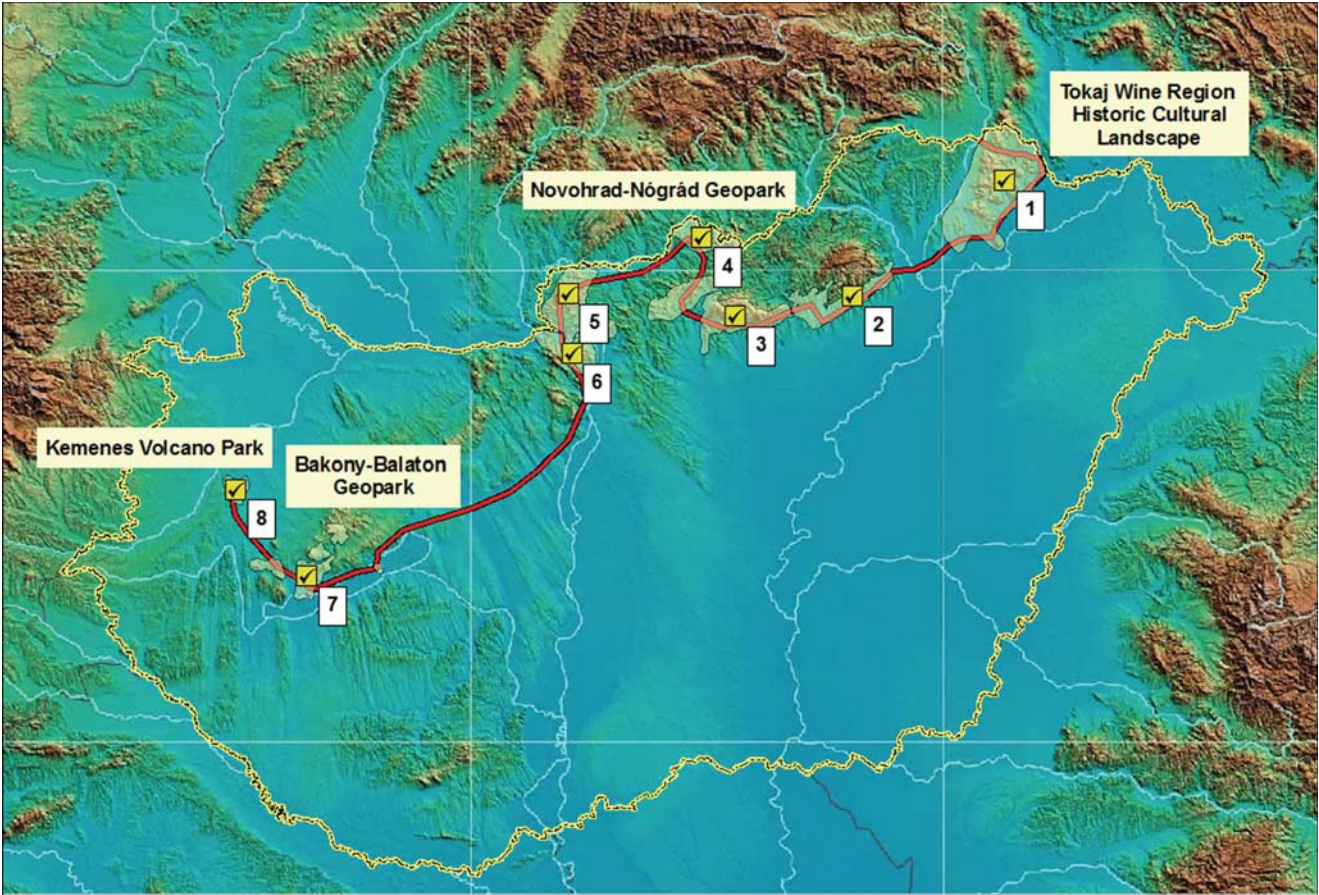 Tokaj Wine Region
Historic Cultural
Landscape
Novohrad-Nógrád Geopark
1
4
2
5
3
6
Kemenes Volcano Park
Bakony-Balaton
Geopark
8
7